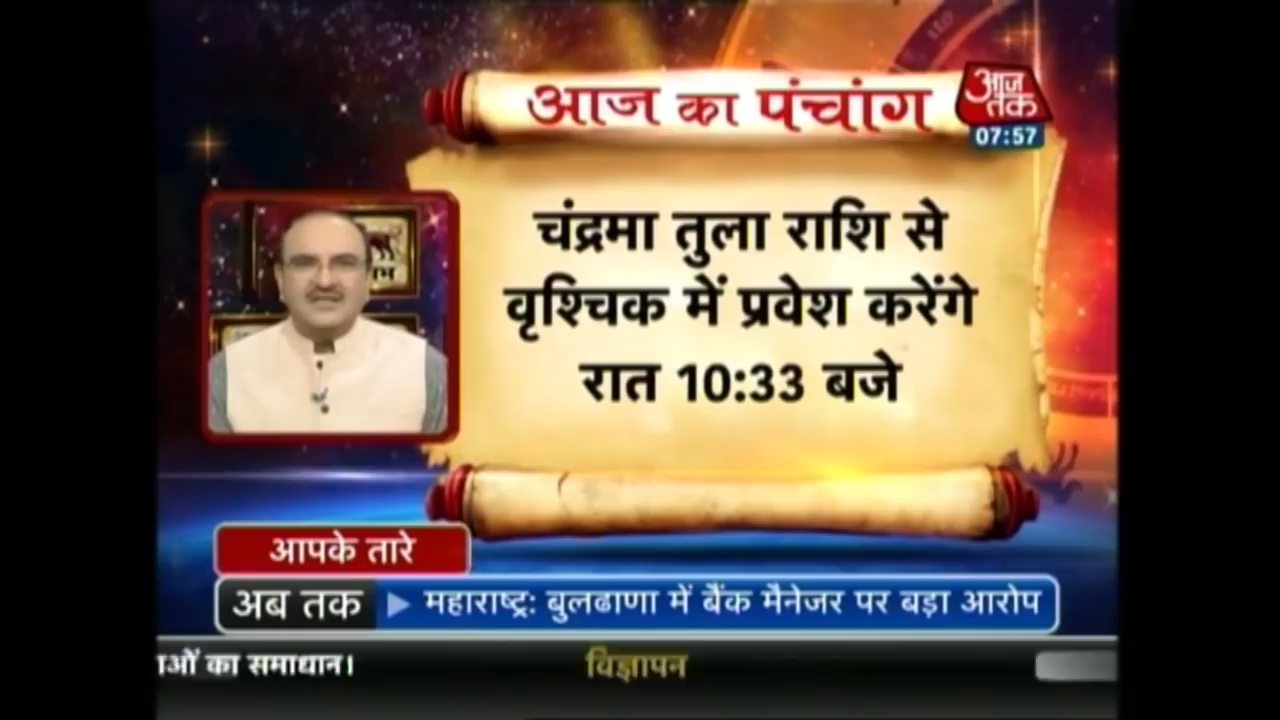 आज का पंचांग
आज
तक
07:57
चंद्रमा तुला राशि से
वृश्चिक में प्रवेश करेंगे
रात 10:33 बजे
आपके तारे
अब तक
महाराष्ट्र: बुलढाणा में बैंक मैनेजर पर बड़ा आरोप
ाओं का समाधान।
विज्ञापन